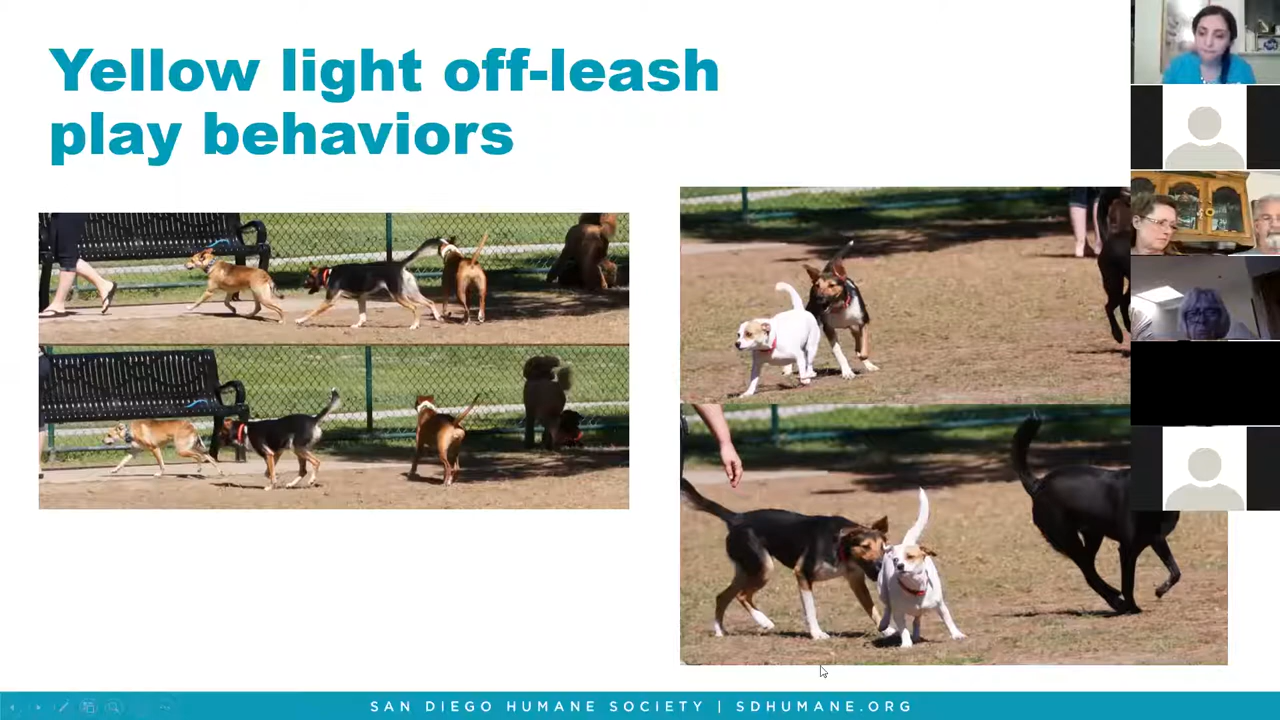 Yellow light off-leash
play behaviors
SAN DIEGO HUMANE SOCIETY | SDHUMANE.ORG